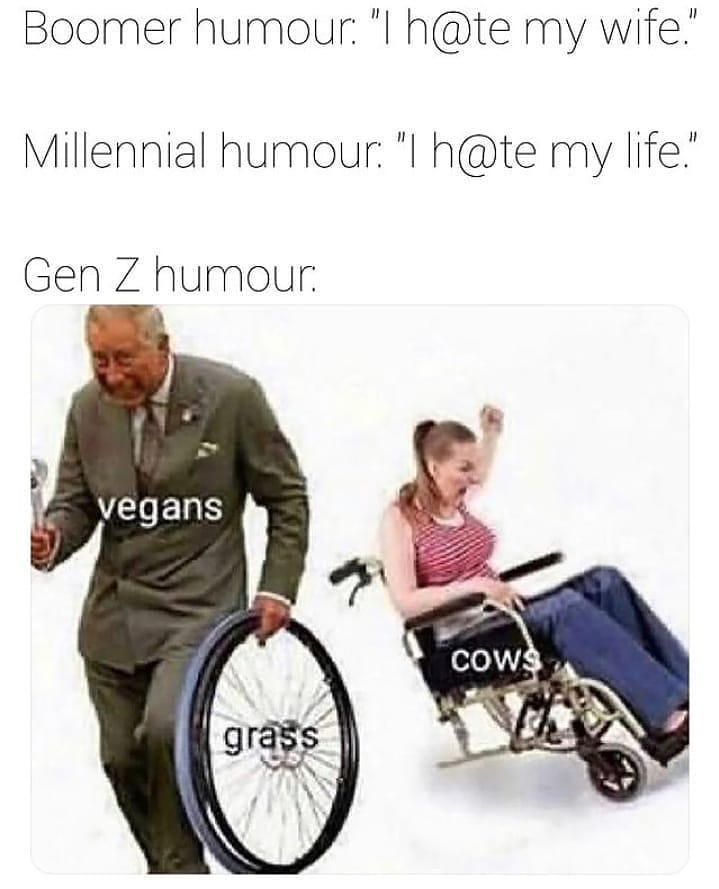 Boomer humour: "I h@te my wife."
Millennial humour: "I h@te my life."
Gen Z humour:
vegans
cows
grass